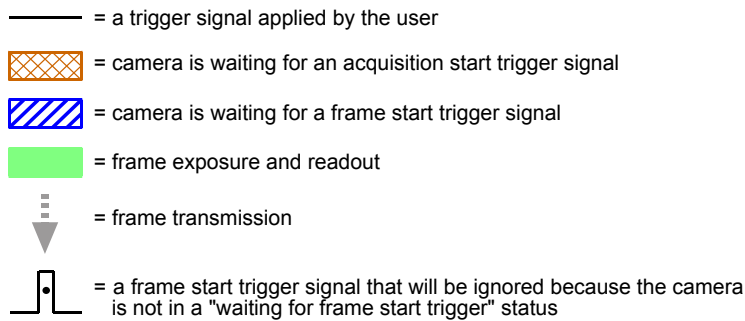 = a trigger signal applied by the user
= camera is waiting for an acquisition start trigger signal
= camera is waiting for a frame start trigger signal
= frame exposure and readout
= frame transmission
= a frame start trigger signal that will be ignored because the camera
is not in a "waiting for frame start trigger" status